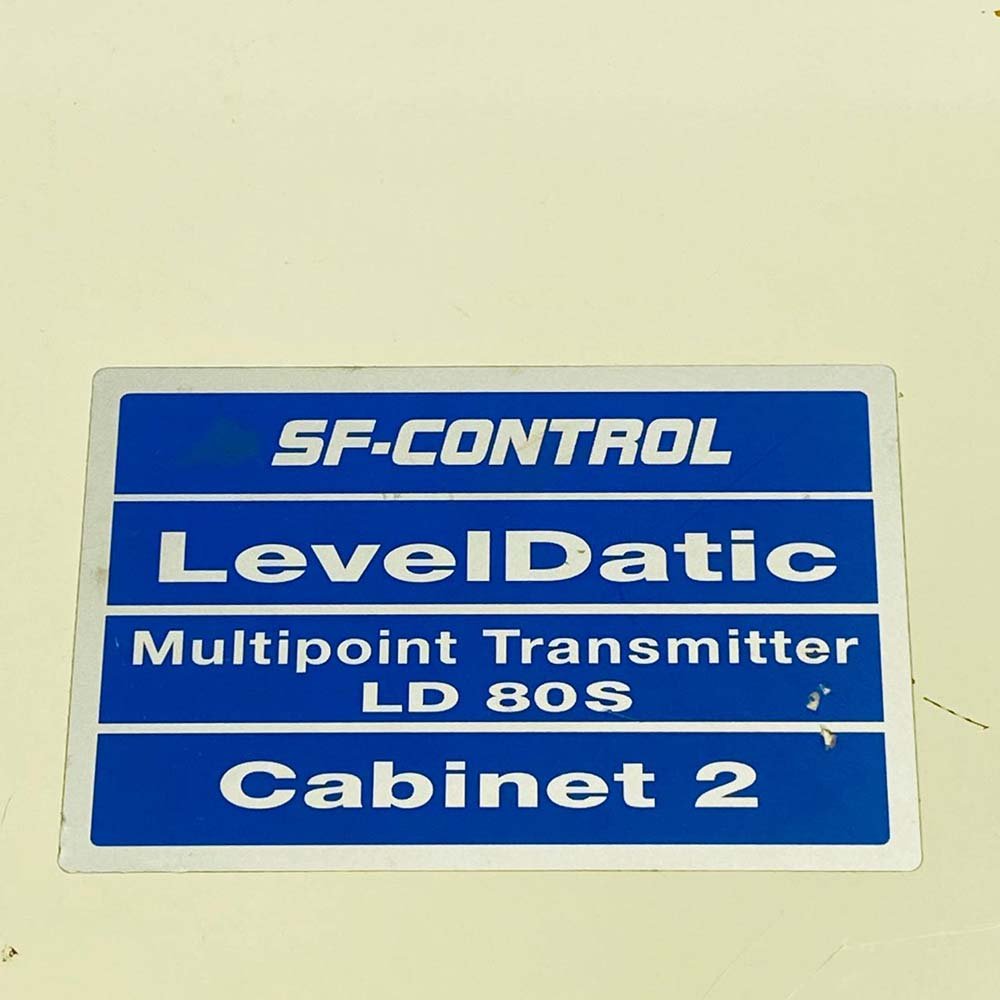 SF-CONTROL
LevelDatic
Multipoint Transmitter
LD 80S
Cabinet 2